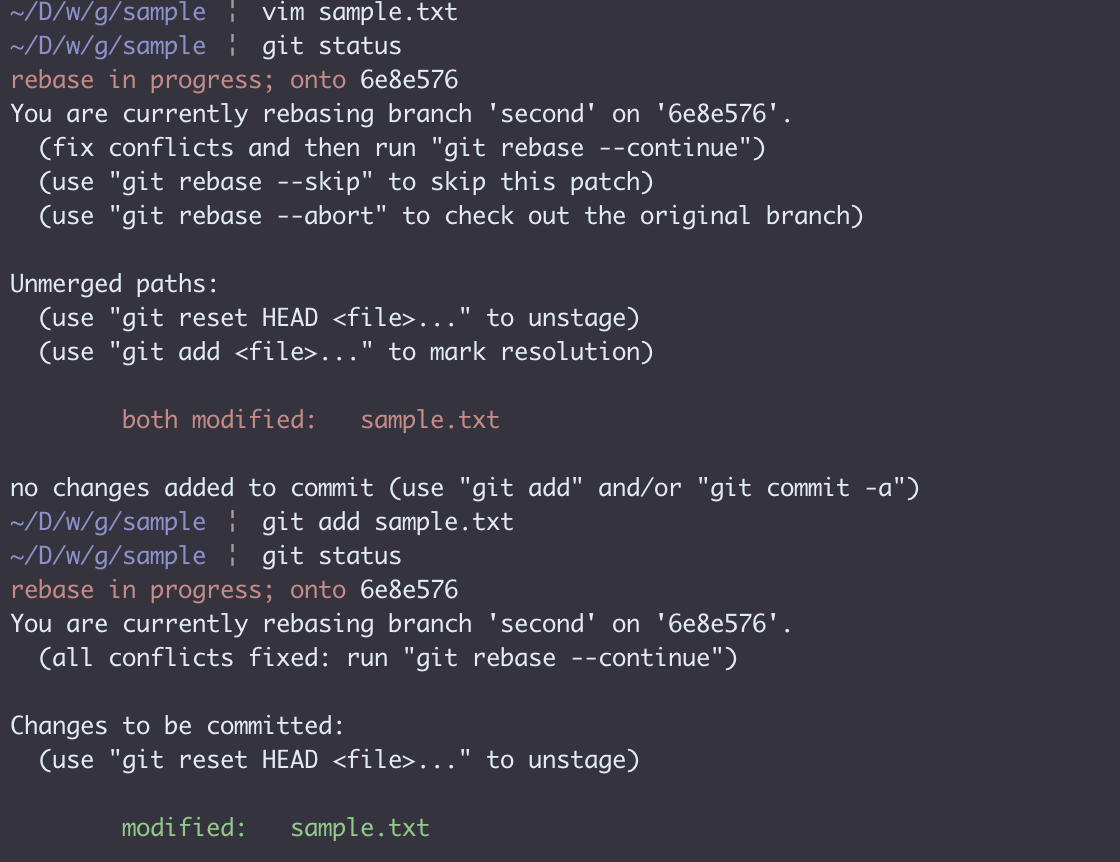 ~/D/w/g/sample ¦ vim sample.txt
~/D/w/g/sample ¦ git status
rebase in progress; onto 6e8e576
You are currently rebasing branch 'second' on '6e8e576'.
  (fix conflicts and then run "git rebase --continue")
  (use "git rebase --skip" to skip this patch)
  (use "git rebase --abort" to check out the original branch)

Unmerged paths:
  (use "git reset HEAD <file>..." to unstage)
  (use "git add <file>..." to mark resolution)

        both modified:   sample.txt

no changes added to commit (use "git add" and/or "git commit -a")
~/D/w/g/sample ¦ git add sample.txt
~/D/w/g/sample ¦ git status
rebase in progress; onto 6e8e576
You are currently rebasing branch 'second' on '6e8e576'.
  (all conflicts fixed: run "git rebase --continue")

Changes to be committed:
  (use "git reset HEAD <file>..." to unstage)

        modified:   sample.txt